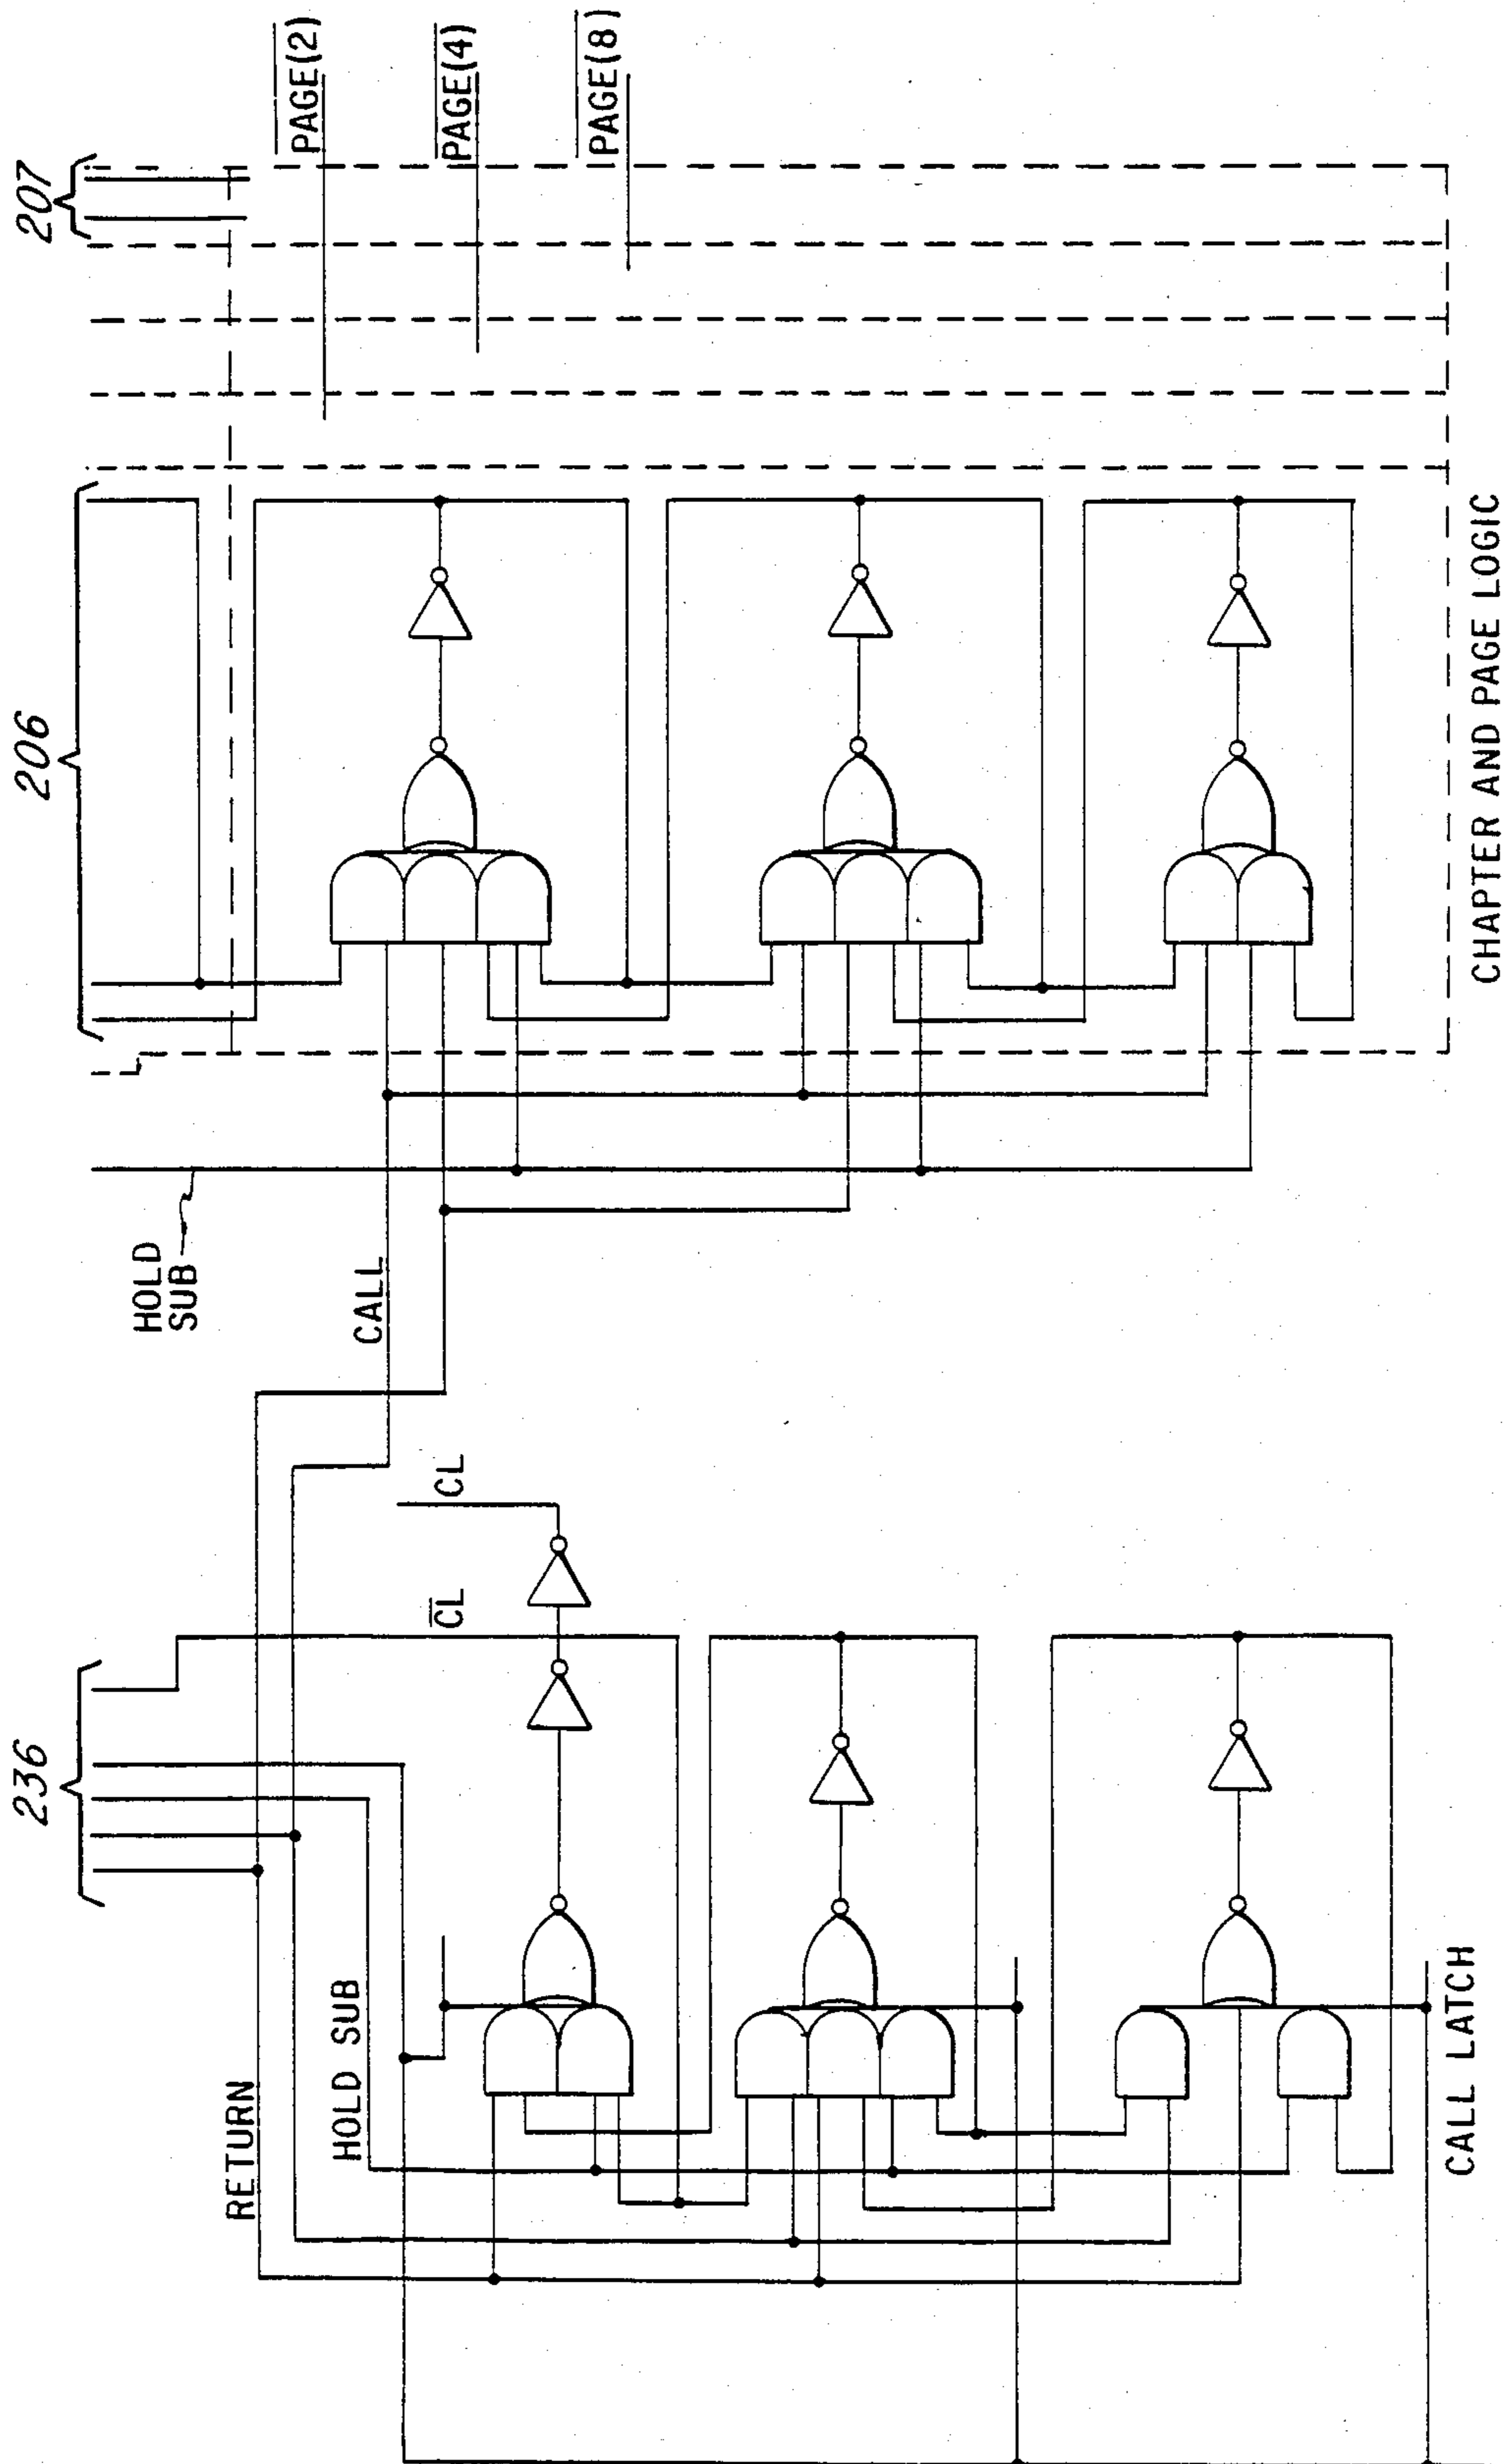 207
PAGE(2)
PAGE(4)
PAGE(8)
206
HOLD
SUB
CALL
CL
C̅L̅
236
RETURN
HOLD SUB
CALL LATCH
CHAPTER AND PAGE LOGIC